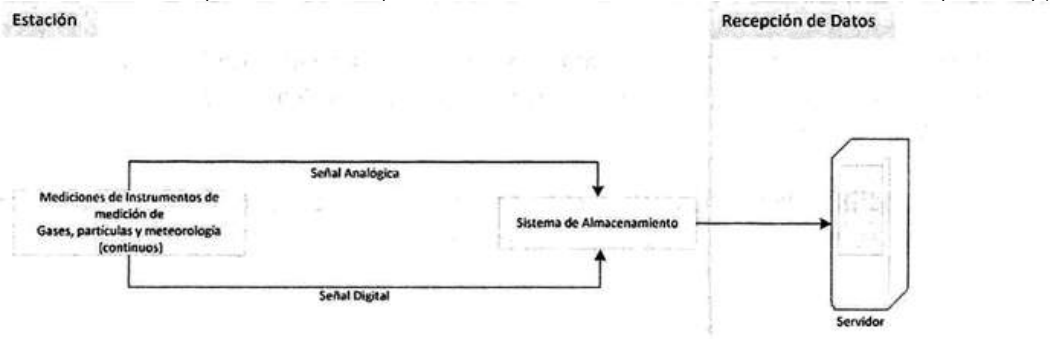 Estación
Recepción de Datos
Señal Analógica
Mediciones de Instrumentos de
medición de
Gases, partículas y meteorología
(continuos)
Sistema de Almacenamiento
Señal Digital
Servidor